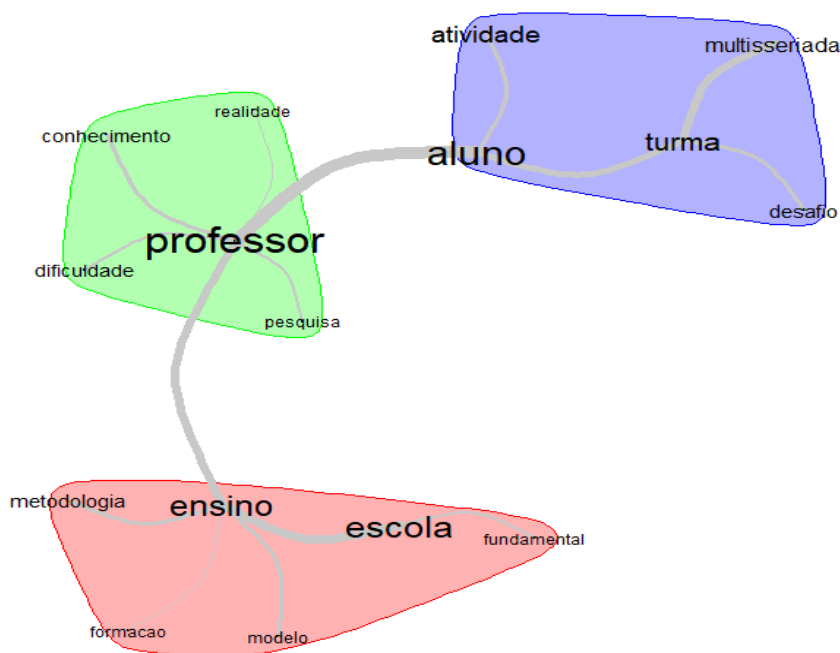 atividade
multisseriada
realidade
conhecimento
turma
aluno
desafio
professor
dificuldade
pesquisa
metodologia
ensino
escola
fundamental
formacao
modelo